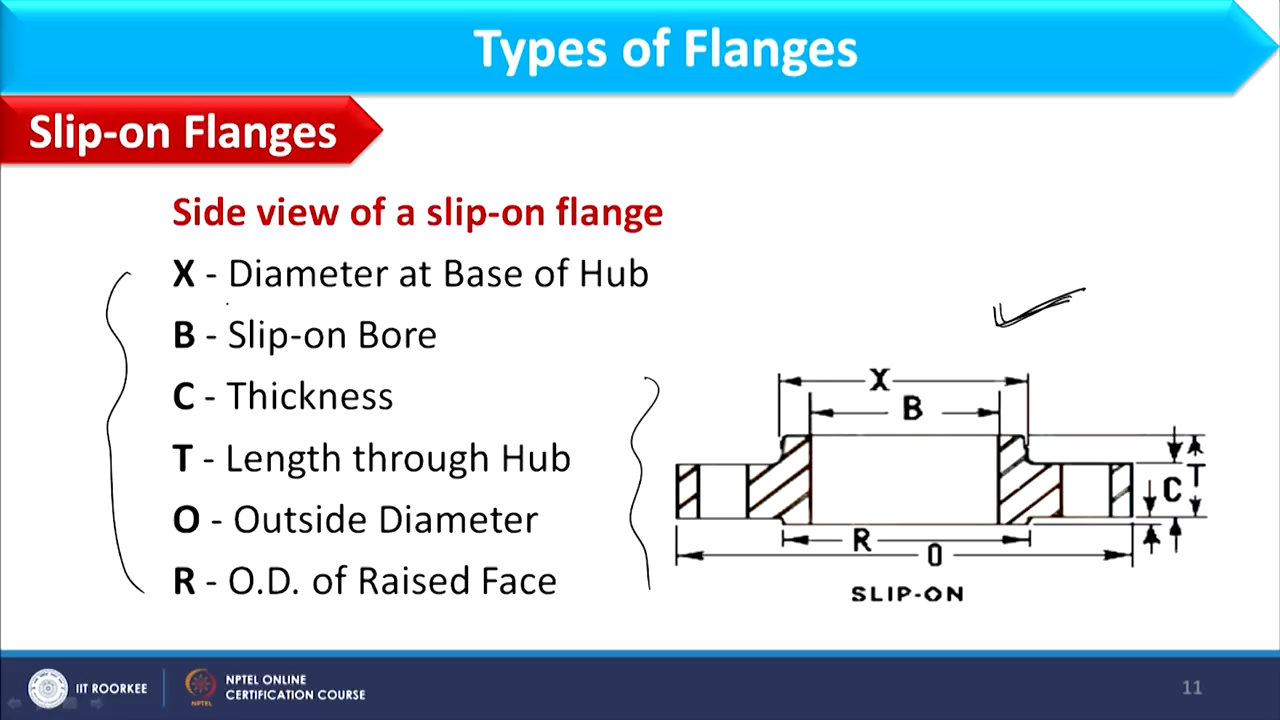 Types of Flanges
Slip-on Flanges
Side view of a slip-on flange
X - Diameter at Base of Hub
B - Slip-on Bore
C - Thickness
T - Length through Hub
O - Outside Diameter
R - O.D. of Raised Face
X
B
C T
R
O
SLIP-ON
IIT ROORKEE
NPTEL
NPTEL ONLINE
CERTIFICATION COURSE
11